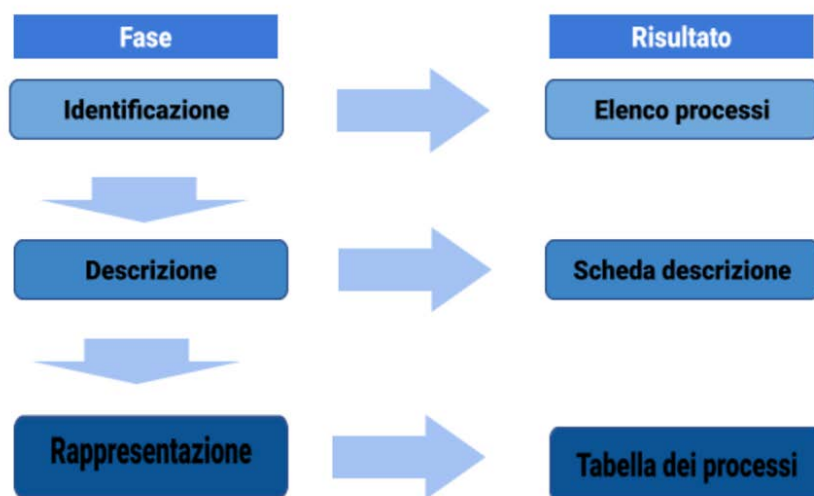 Fase
Risultato
Identificazione
Elenco processi
Descrizione
Scheda descrizione
Rappresentazione
Tabella dei processi